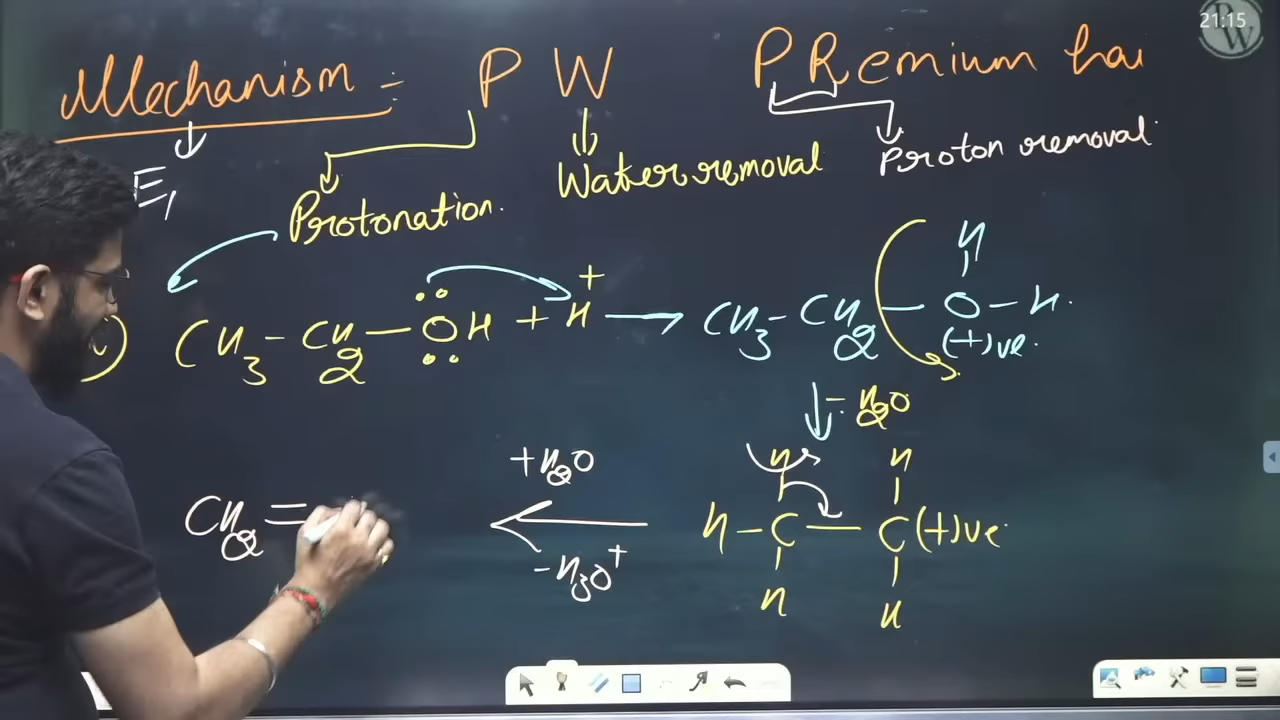 21:15
PW
Mechanism :- P W PRemium hai
E₁ Protonation. Water removal Proton removal
CH₃ - CH₂ - ÖH + H⁺ → CH₃ - CH₂ - O - H.
H
(+)ve.
- H₂O
+H₂O H H
CH₂ = H - C - C (+)ve
- H₃O⁺
H H